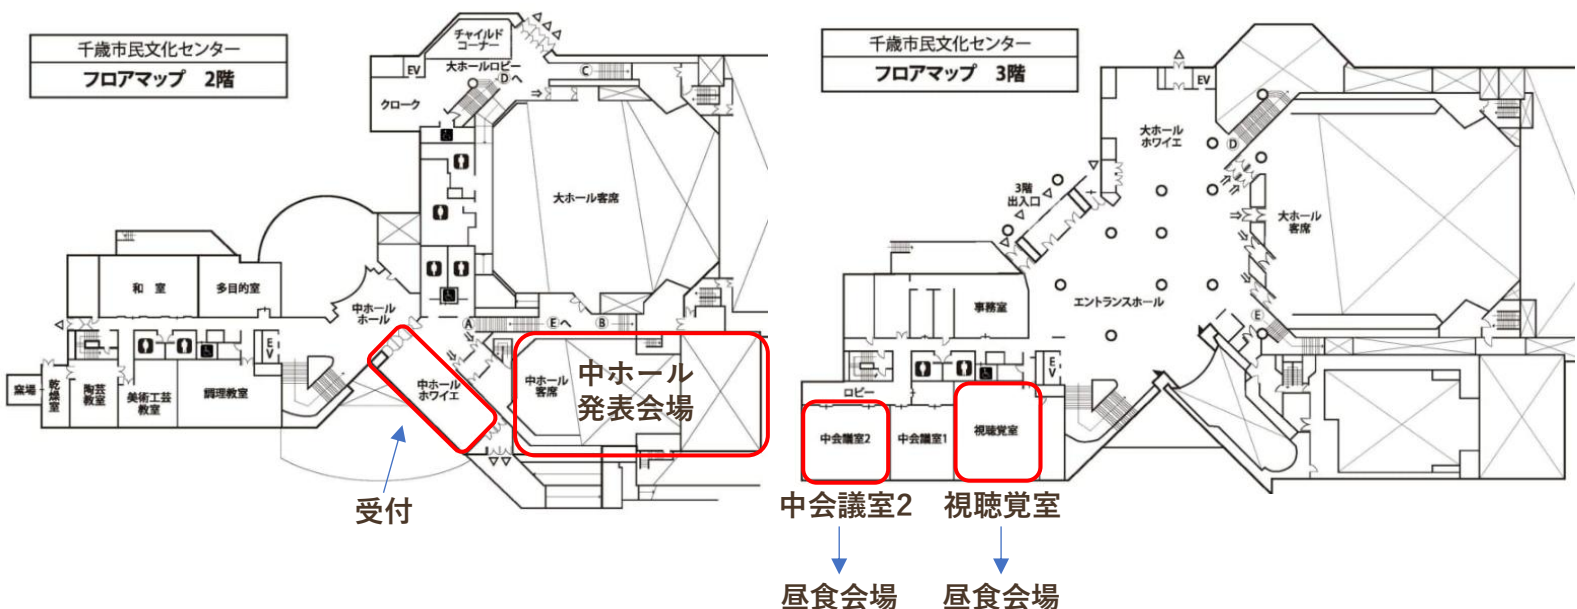 千歳市民文化センター
フロアマップ 2階
チャイルド
コーナー
EV
大ホールロビー
Ⓓへ
Ⓒ
クローク
大ホール客席
和 室
多目的室
中ホール
ホール
Ⓐ
Ⓔへ
Ⓑ
EV
窯場
乾燥室
陶芸
教室
美術工芸
教室
調理教室
中ホール
ホワイエ
中ホール
客席
中ホール
発表会場
受付
千歳市民文化センター
フロアマップ 3階
EV
大ホール
ホワイエ
Ⓓ
3階
出入口
大ホール
客席
事務室
エントランスホール
Ⓔ
EV
ロビー
中会議室2
中会議室1
視聴覚室
中会議室2
視聴覚室
昼食会場
昼食会場